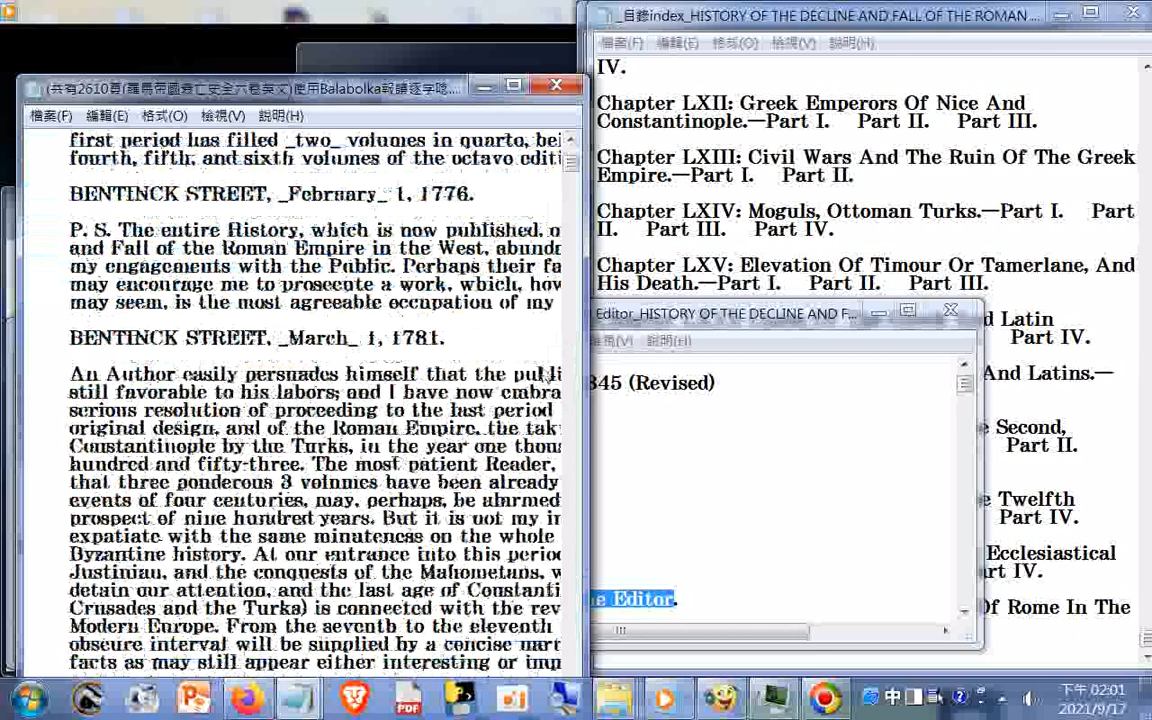 _目錄index_HISTORY OF THE DECLINE AND FALL OF THE ROMAN ...
檔案(F) 編輯(E) 格式(O) 檢視(V) 說明(H)
IV.
Chapter LXII: Greek Emperors Of Nice And
Constantinople.—Part I. Part II. Part III.
Chapter LXIII: Civil Wars And The Ruin Of The Greek
Empire.—Part I. Part II.
Chapter LXIV: Moguls, Ottoman Turks.—Part I. Part
II. Part III. Part IV.
Chapter LXV: Elevation Of Timour Or Tamerlane, And
His Death.—Part I. Part II. Part III.
d Latin
Part IV.
And Latins.—
e Second,
Part II.
e Twelfth
Part IV.
Ecclesiastical
rt IV.
Of Rome In The
(共有2610頁(羅馬帝國衰亡史全六卷英文)使用Balabolka報讀逐字唸....
檔案(F) 編輯(E) 格式(O) 檢視(V) 說明(H)
first period has filled _two_ volumes in quarto, bei
fourth, fifth, and sixth volumes of the octavo editi
BENTINCK STREET, _February_ 1, 1776.
P. S. The entire History, which is now published, o
and Fall of the Roman Empire in the West, abund
my engagements with the Public. Perhaps their fa
may encourage me to prosecute a work, which, how
may seem, is the most agreeable occupation of my
BENTINCK STREET, _March_ 1, 1781.
An Author easily persuades himself that the publi
still favorable to his labors; and I have now embra
serious resolution of proceeding to the last period
original design, and of the Roman Empire, the tak
Constantinople by the Turks, in the year one thou
hundred and fifty-three. The most patient Reader,
that three ponderous 3 volumes have been already
events of four centuries, may, perhaps, be alarmed
prospect of nine hundred years. But it is not my in
expatiate with the same minuteness on the whole
Byzantine history. At our entrance into this period
Justinian, and the conquests of the Mahometans, w
detain our attention, and the last age of Constanti
Crusades and the Turks) is connected with the rev
Modern Europe. From the seventh to the eleventh
obscure interval will be supplied by a concise narr
facts as may still appear either interesting or imp
.Editor_HISTORY OF THE DECLINE AND F...
檢視(V) 說明(H)
845 (Revised)
he Editor.
PDF
中
下午 02:01
2021/9/17